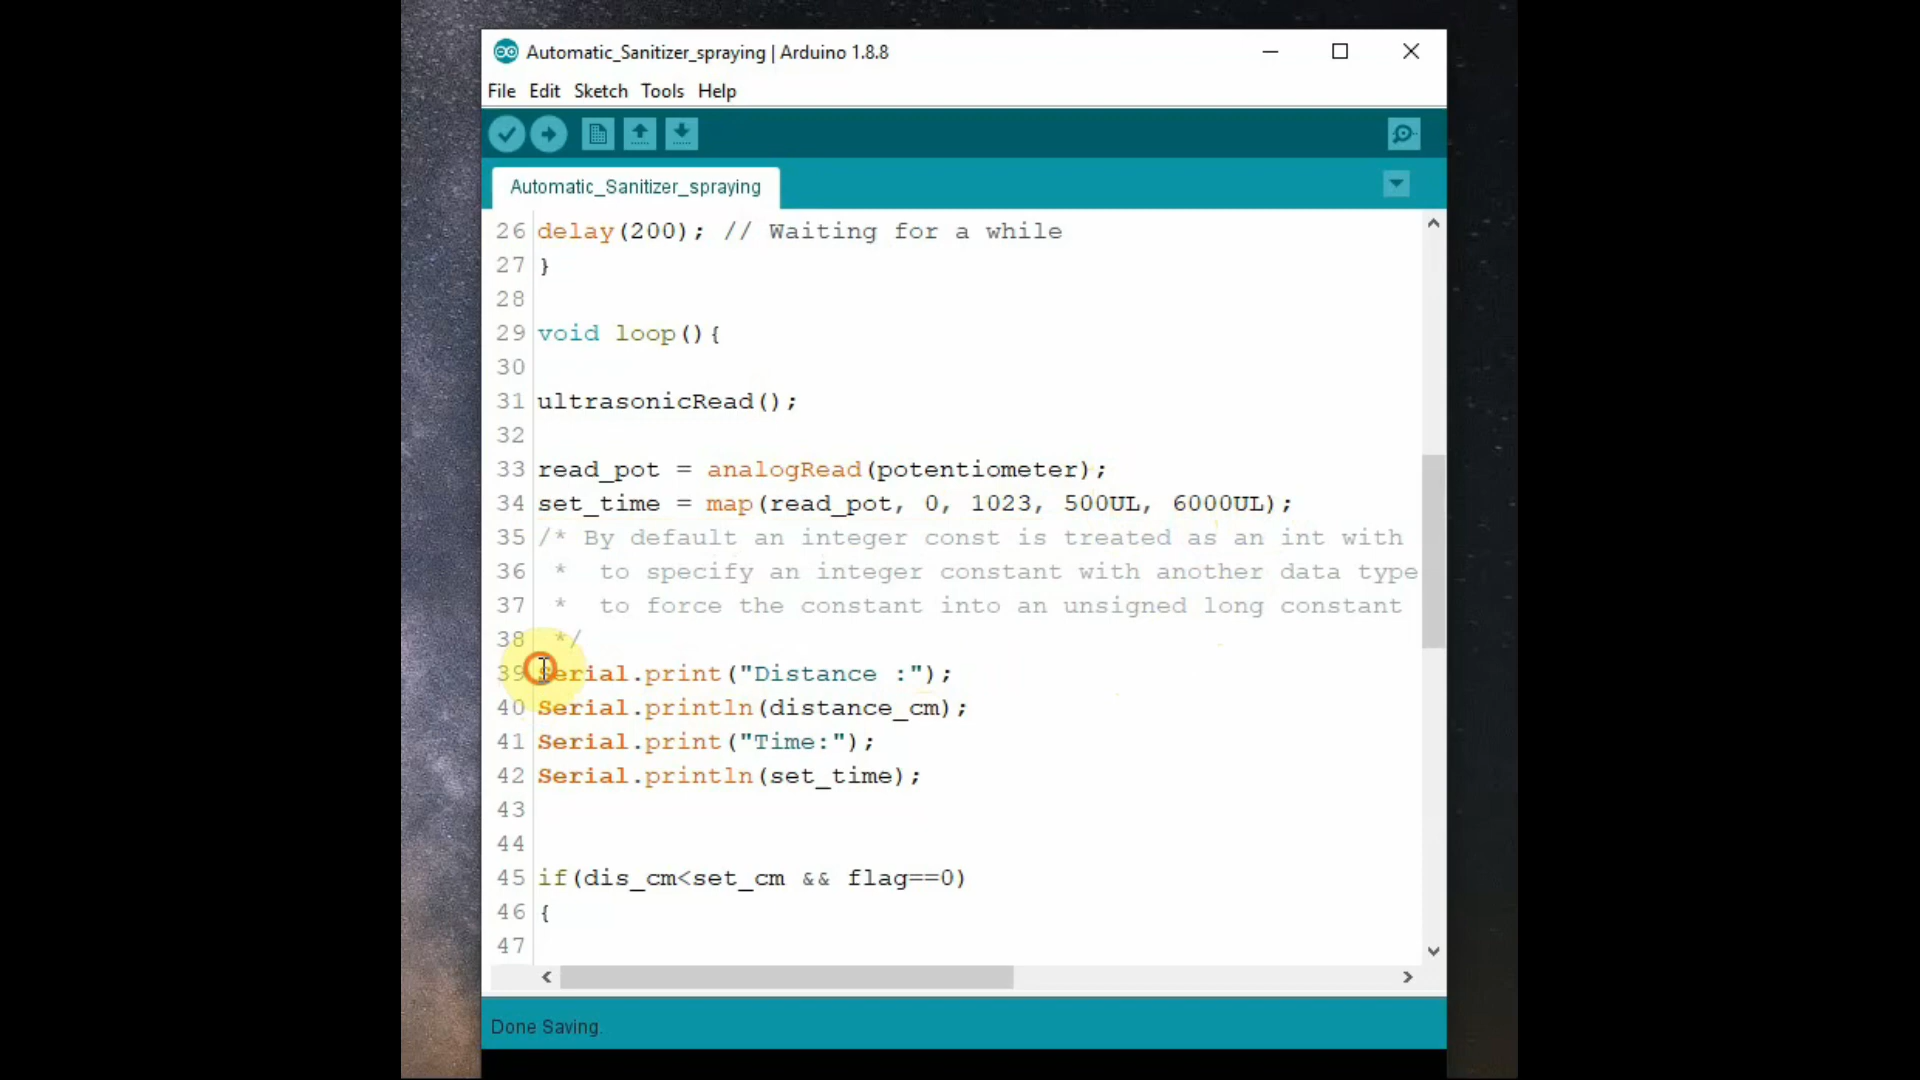 Automatic_Sanitizer_spraying | Arduino 1.8.8
File Edit Sketch Tools Help
Automatic_Sanitizer_spraying
26 delay(200); // Waiting for a while
27 }
28
29 void loop(){
30
31 ultrasonicRead();
32
33 read_pot = analogRead(potentiometer);
34 set_time = map(read_pot, 0, 1023, 500UL, 6000UL);
35 /* By default an integer const is treated as an int with
36 * to specify an integer constant with another data type
37 * to force the constant into an unsigned long constant
38 */
39 Serial.print("Distance :");
40 Serial.println(distance_cm);
41 Serial.print("Time:");
42 Serial.println(set_time);
43
44
45 if(dis_cm<set_cm && flag==0)
46 {
47
Done Saving.